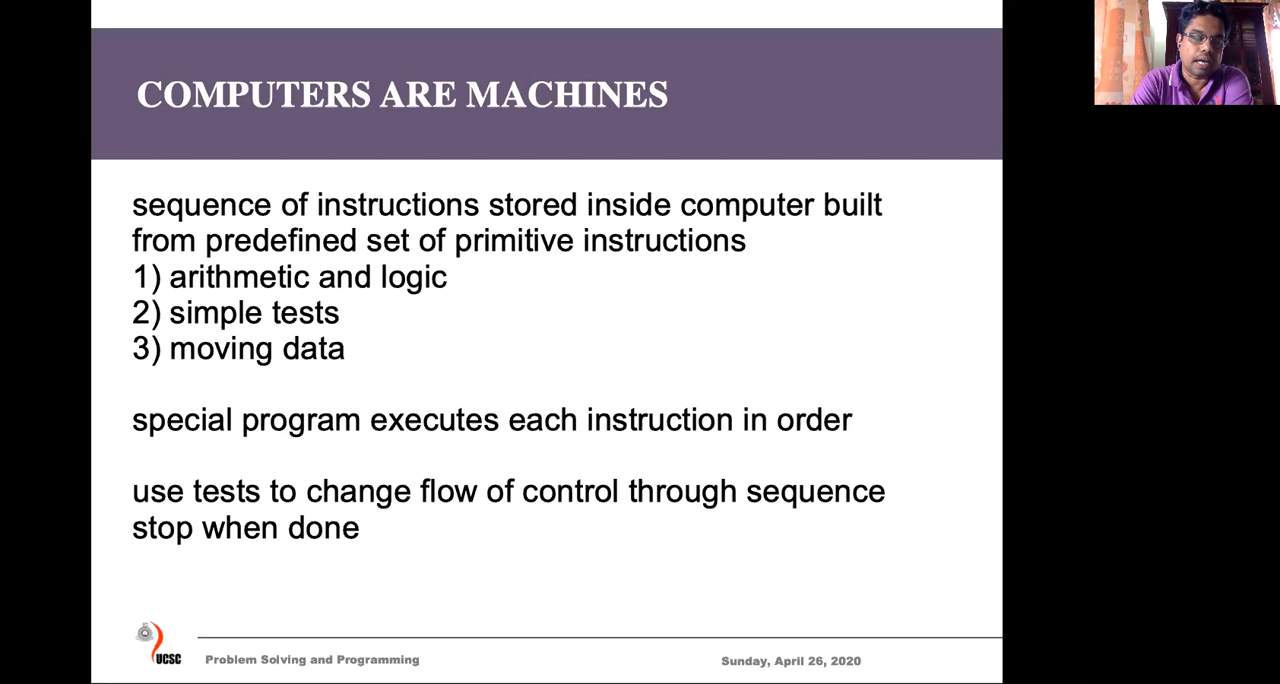 COMPUTERS ARE MACHINES
sequence of instructions stored inside computer built
from predefined set of primitive instructions
1) arithmetic and logic
2) simple tests
3) moving data
special program executes each instruction in order
use tests to change flow of control through sequence
stop when done
UCSC
Problem Solving and Programming
Sunday, April 26, 2020